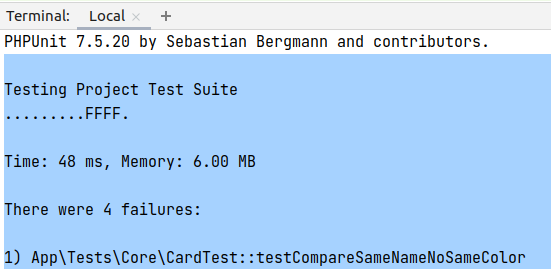 Terminal: Local × +
PHPUnit 7.5.20 by Sebastian Bergmann and contributors.
Testing Project Test Suite
.........FFFF.
Time: 48 ms, Memory: 6.00 MB
There were 4 failures:
1) App\Tests\Core\CardTest::testCompareSameNameNoSameColor